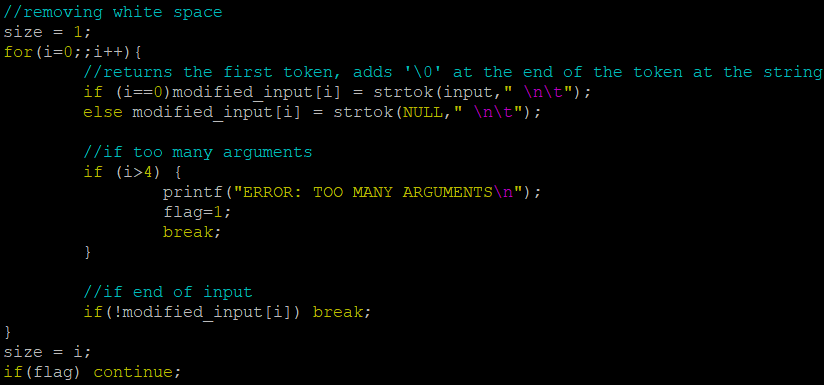 //removing white space
size = 1;
for(i=0;;i++){
        //returns the first token, adds '\0' at the end of the token at the string
        if (i==0)modified_input[i] = strtok(input," \n\t");
        else modified_input[i] = strtok(NULL," \n\t");

        //if too many arguments
        if (i>4) {
                printf("ERROR: TOO MANY ARGUMENTS\n");
                flag=1;
                break;
        }

        //if end of input
        if(!modified_input[i]) break;
}
size = i;
if(flag) continue;